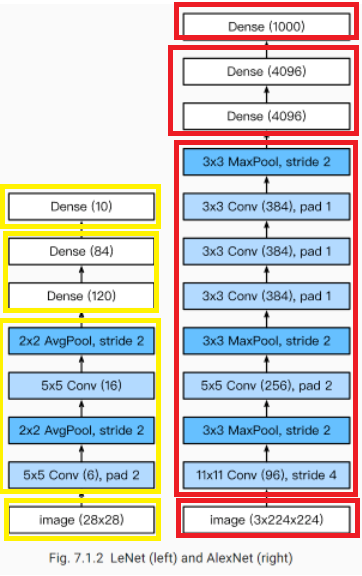 Dense (10)
Dense (84)
Dense (120)
2x2 AvgPool, stride 2
5x5 Conv (16)
2x2 AvgPool, stride 2
5x5 Conv (6), pad 2
image (28x28)
Dense (1000)
Dense (4096)
Dense (4096)
3x3 MaxPool, stride 2
3x3 Conv (384), pad 1
3x3 Conv (384), pad 1
3x3 Conv (384), pad 1
3x3 MaxPool, stride 2
5x5 Conv (256), pad 2
3x3 MaxPool, stride 2
11x11 Conv (96), stride 4
image (3x224x224)
Fig. 7.1.2 LeNet (left) and AlexNet (right)